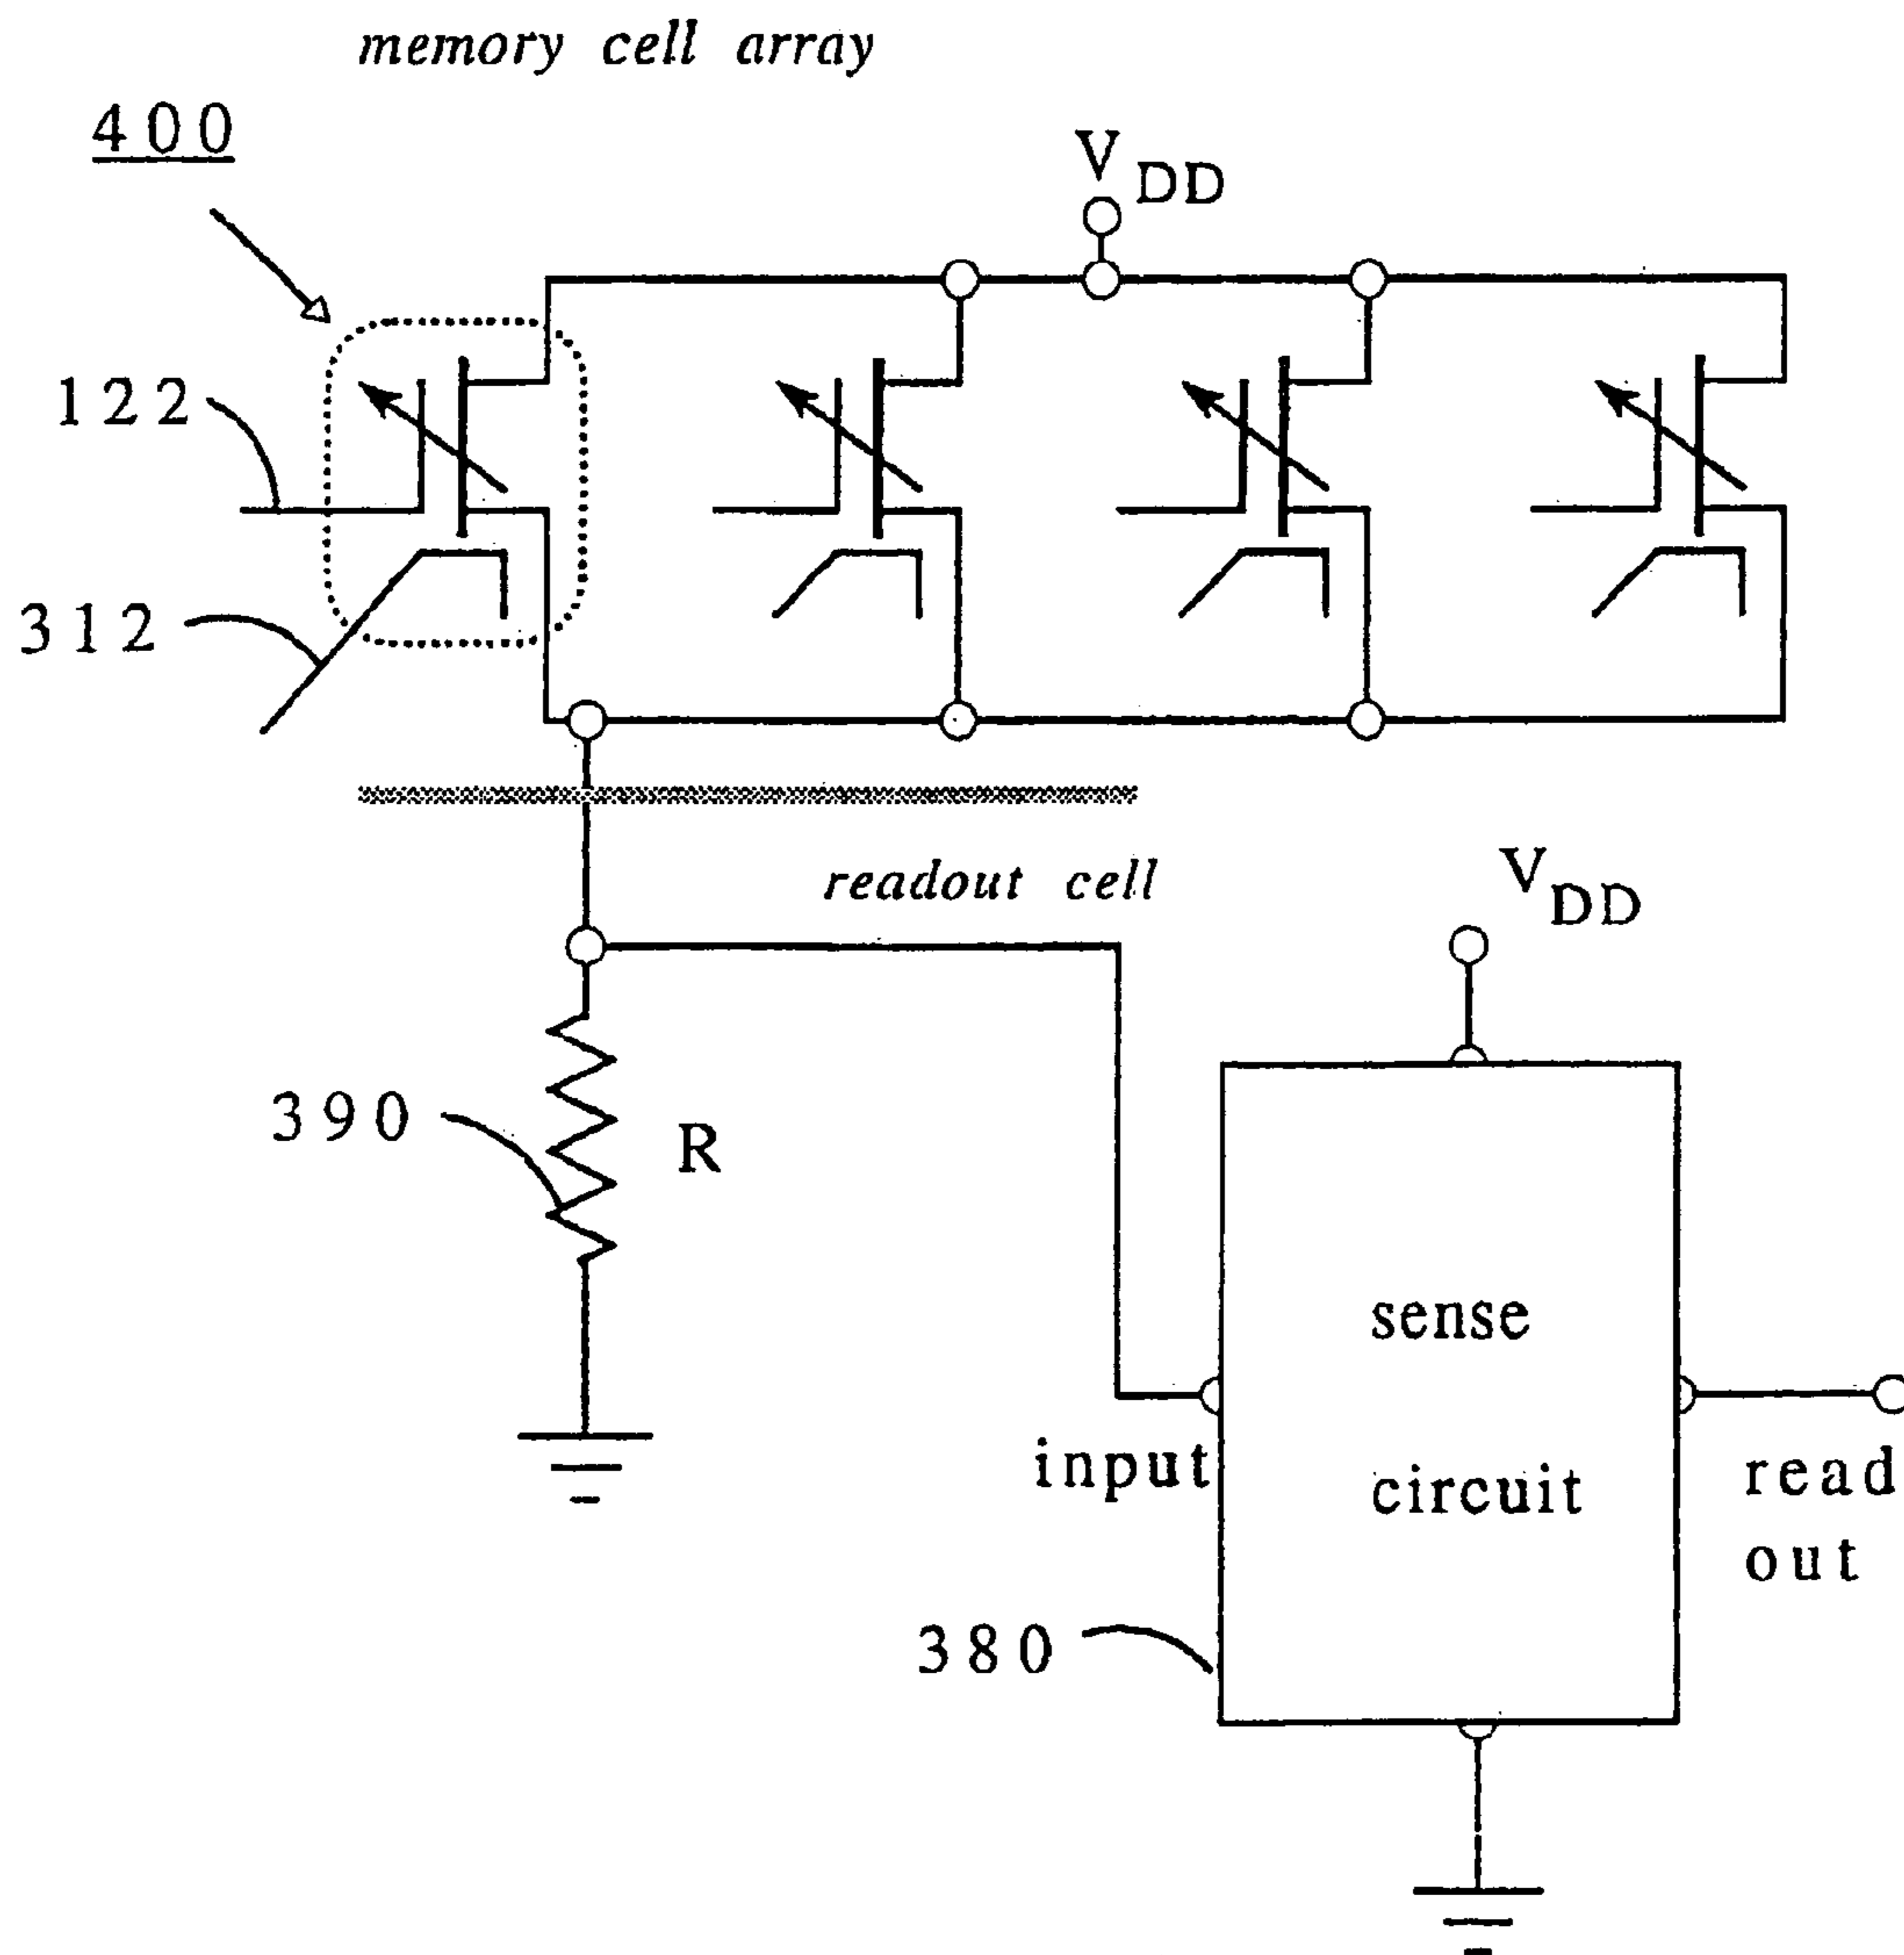 memory cell array
400
V DD
122
312
readout cell
V DD
390
R
sense
circuit
input
read
out
380